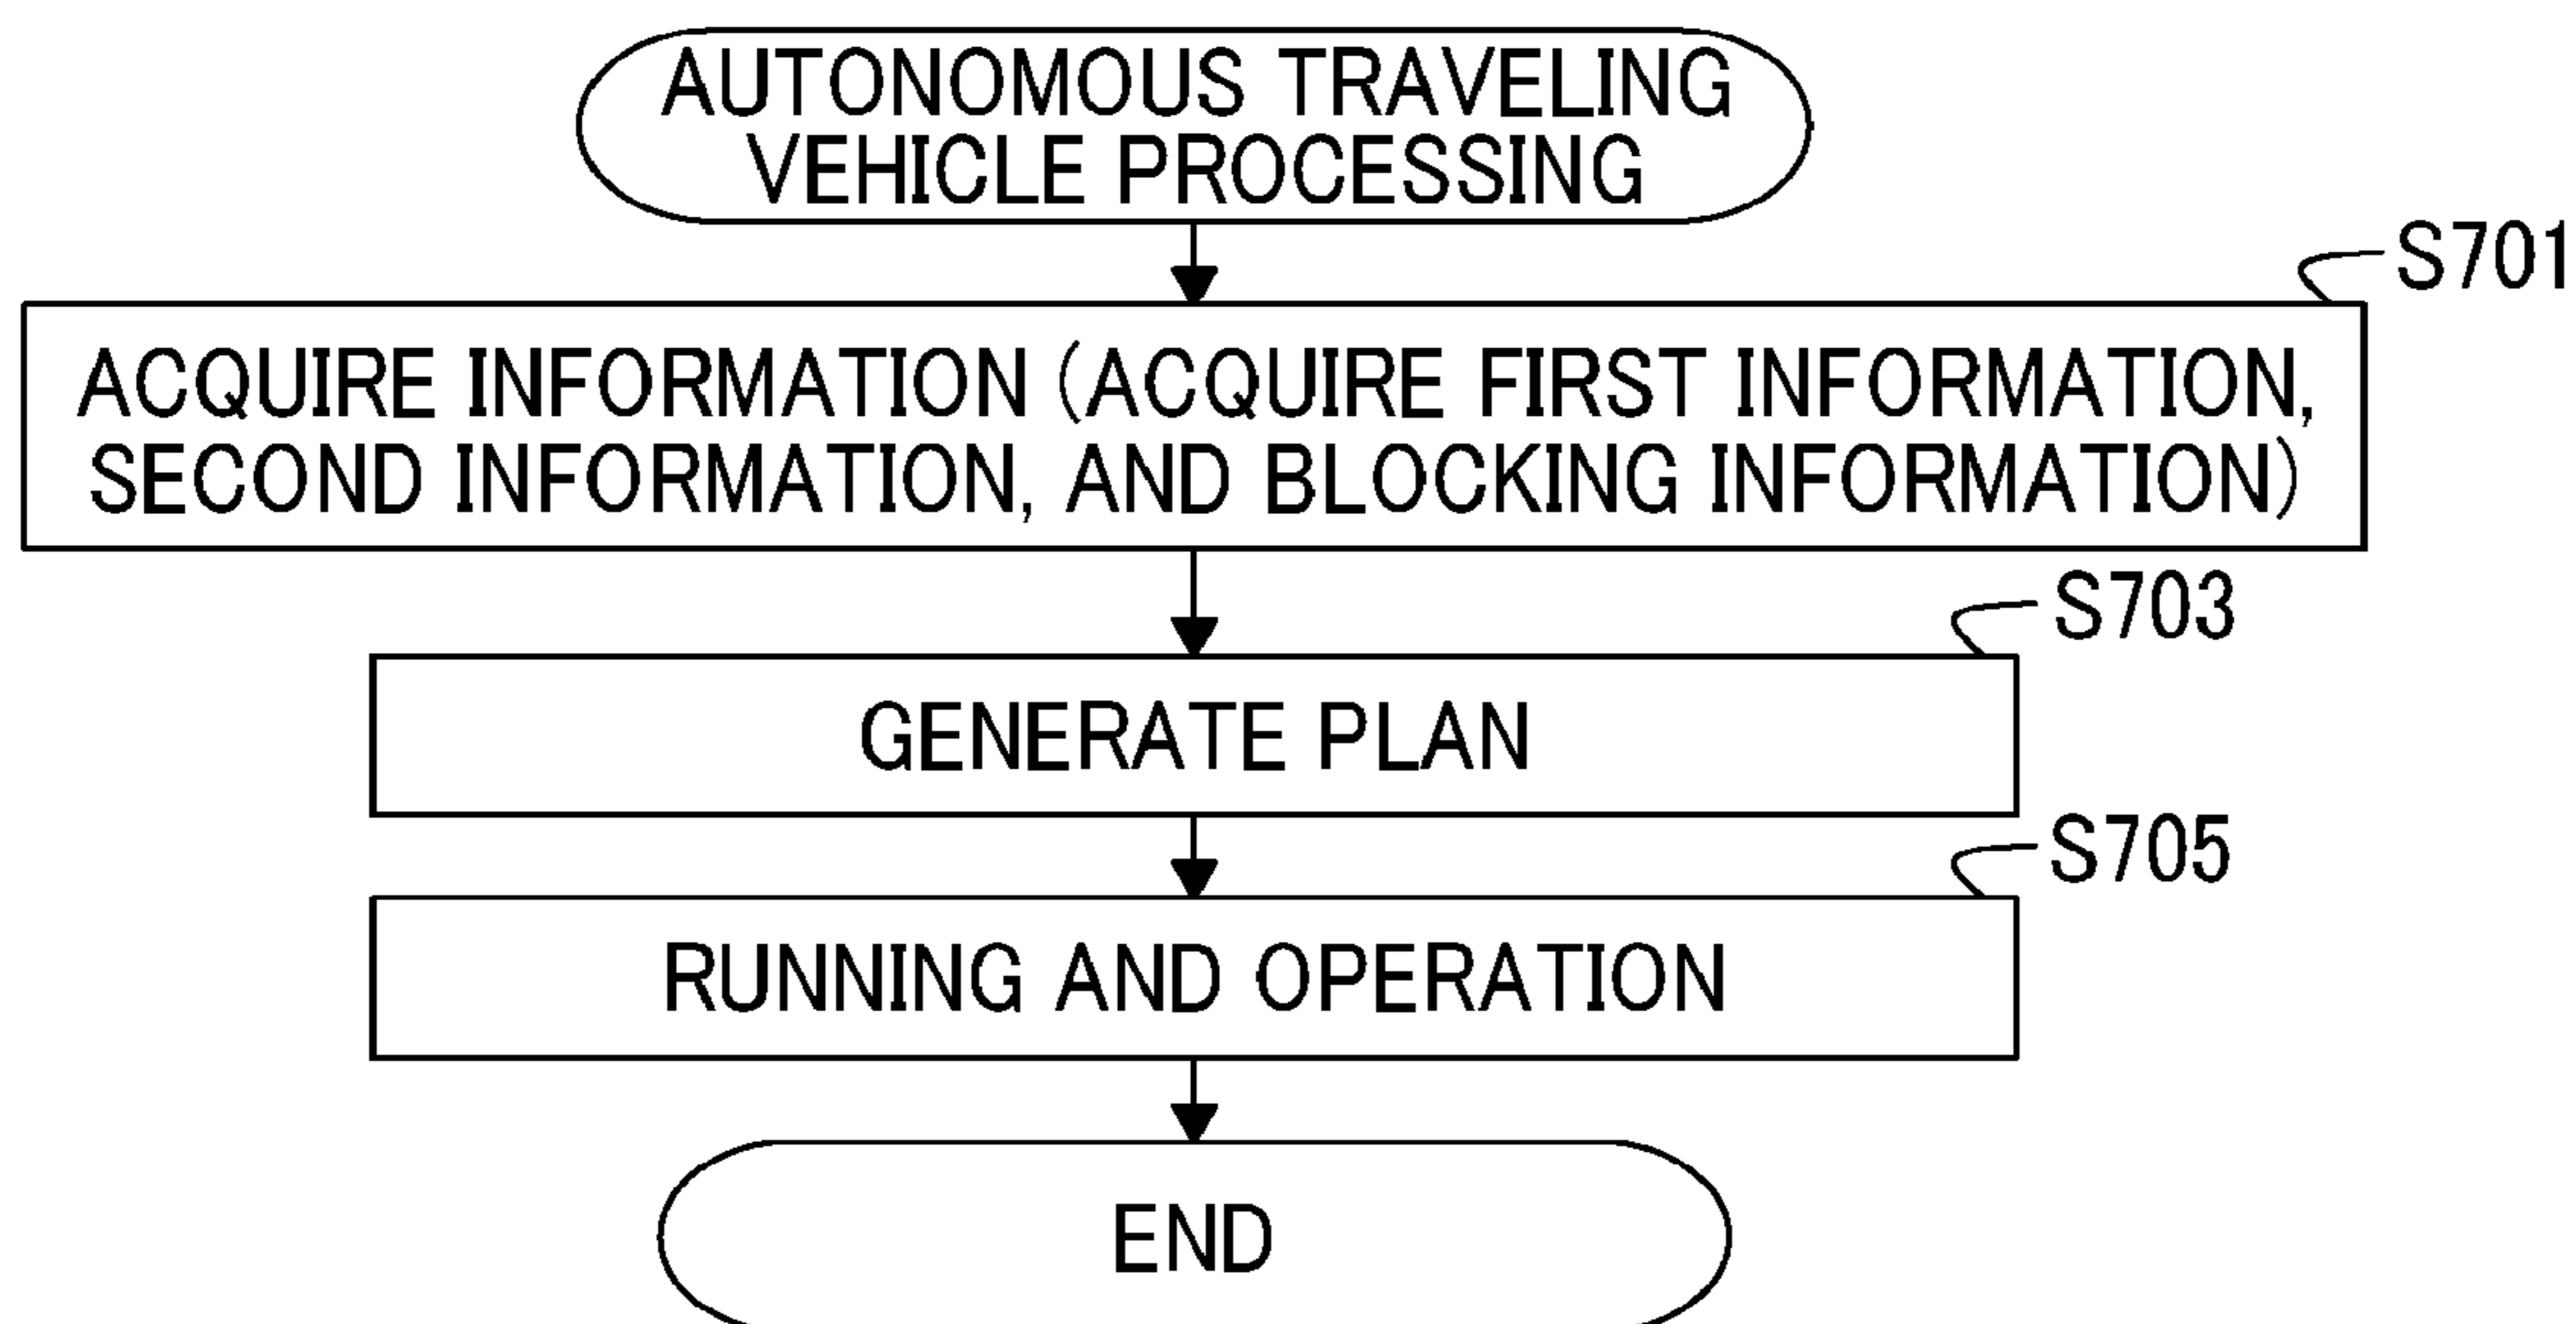 AUTONOMOUS TRAVELING
VEHICLE PROCESSING
S701
ACQUIRE INFORMATION (ACQUIRE FIRST INFORMATION,
SECOND INFORMATION, AND BLOCKING INFORMATION)
S703
GENERATE PLAN
S705
RUNNING AND OPERATION
END